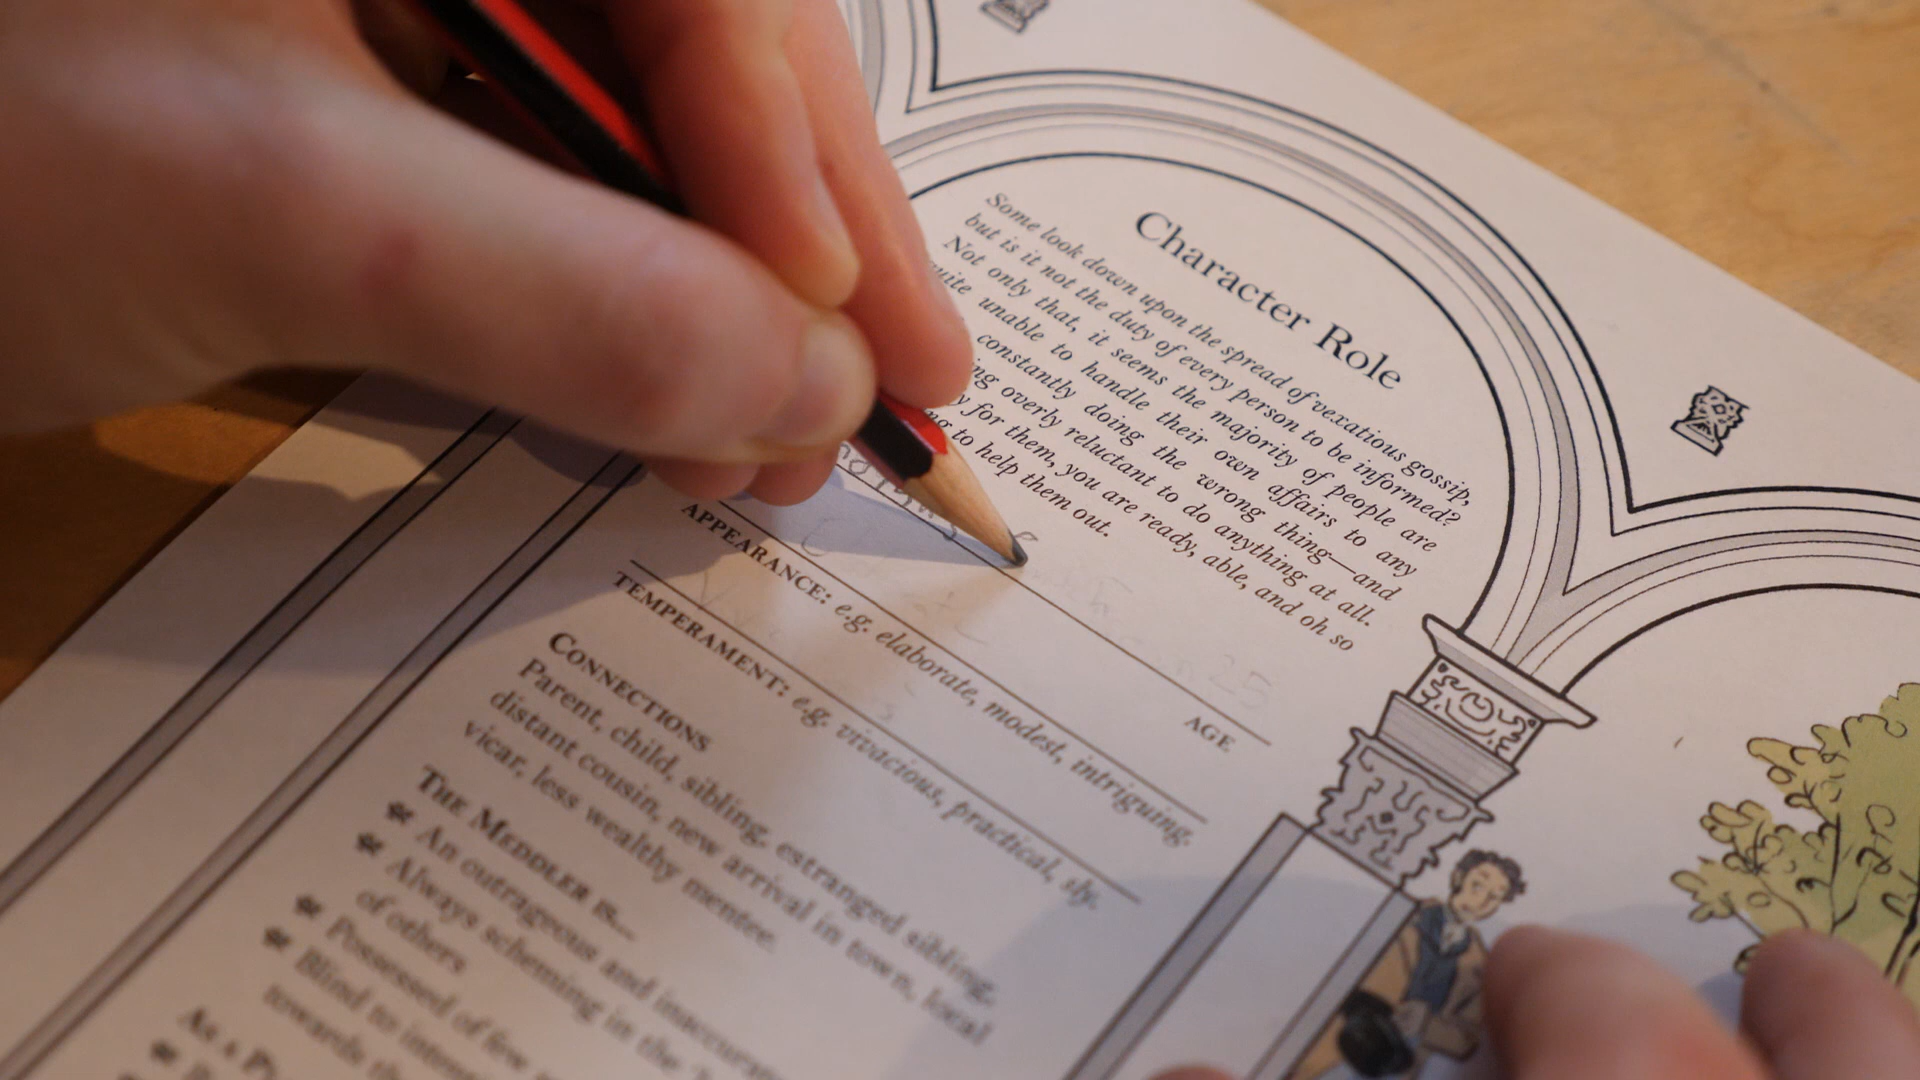 Character Role
Some look down upon the spread of vexatious gossip,
but is it not the duty of every person to be informed?
Not only that, it seems the majority of people are
quite unable to handle their own affairs to any
constantly doing the wrong thing—and
overly reluctant to do anything at all.
for them, you are ready, able, and oh so
to help them out.
25
AGE
APPEARANCE: e.g. elaborate, modest, intriguing.
TEMPERAMENT: e.g. vivacious, practical, sly.
CONNECTIONS
Parent, child, sibling, estranged sibling,
distant cousin, new arrival in town, local
vicar, less wealthy mentee.
THE MEDDLER IS...
An outrageous and
Always scheming in the
of others
Possessed of few
Blind to
towards
As a